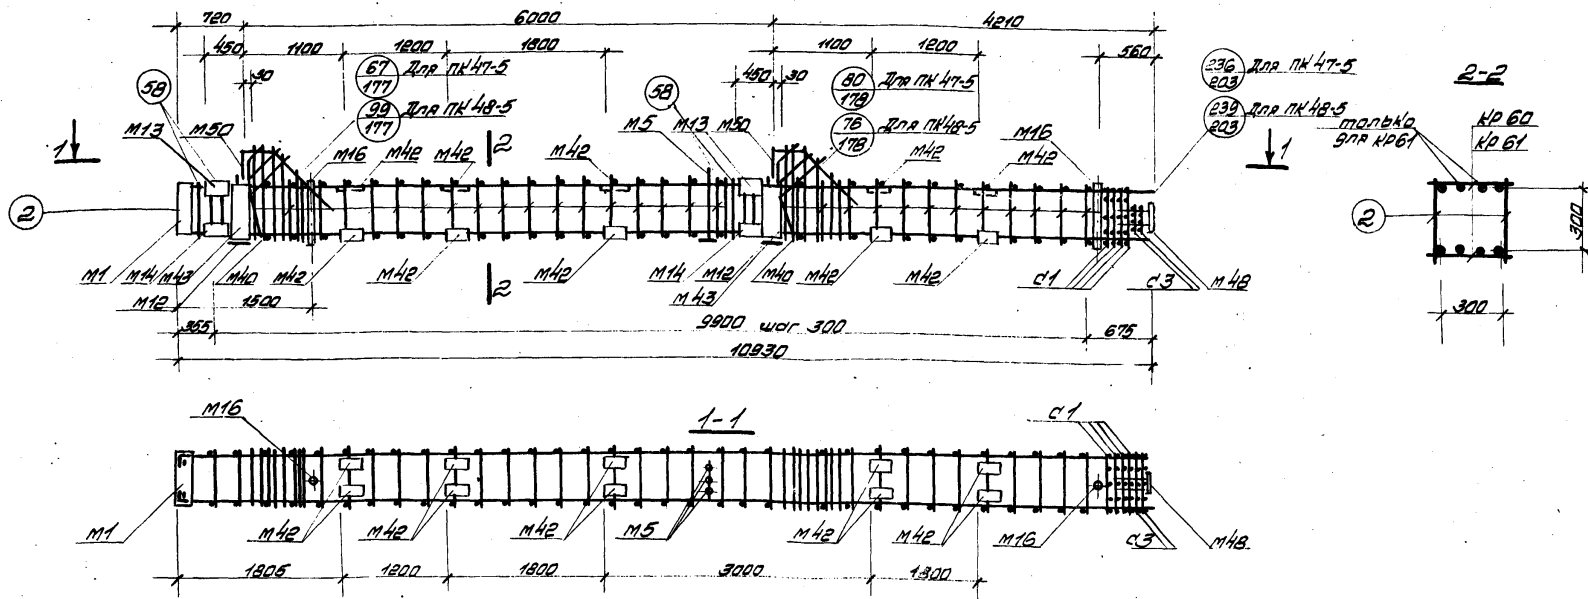 720 6000 4210
450 1100 1200 1800 1100 1200 560
30 450 30
67 177 Для ПК 47-5
99 177 Для ПК 48-5
80 178 Для ПК 47-5
76 178 Для ПК 48-5
236 203 Для ПК 47-5
239 203 Для ПК 48-5
2-2
58 58
М13 М50 М16 М42 М42 2 М42 М5 М13 М50 М42 М16 М42
1 1
только для КР61
КР 60
КР 61
2 2
300
300
М1 М14 М43 М40 М42 М42 М42 М14 М12 М40 М42 М42 С1 С3 М48
М12 М43
2
1500
355 9900 шаг 300 675
10930
М16 1-1 С1
М1 М42 М42 М42 М5 М42 М42 М16 С3 М48
1805 1200 1800 3000 1800